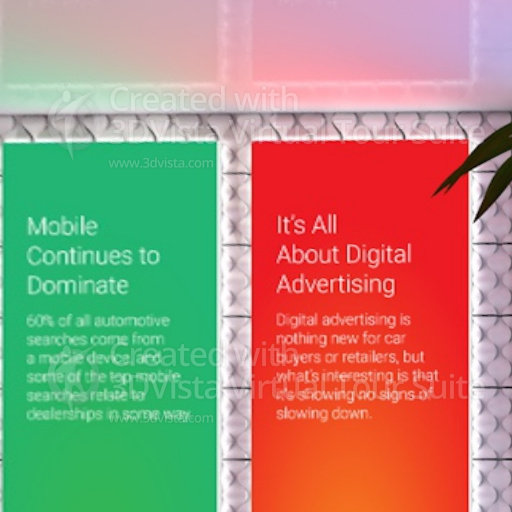 Created with
3DVista Virtual Tour Suite
www.3dvista.com
Mobile
Continues to
Dominate
60% of all automotive
searches come from
a mobile device and
some of the top mobile
searches relate to
dealerships in some way
It's All
About Digital
Advertising
Digital advertising is
nothing new for car
buyers or retailers, but
what's interesting is that
it's showing no signs of
slowing down.
Created with
3DVista Virtual Tour Suite
www.3dvista.com